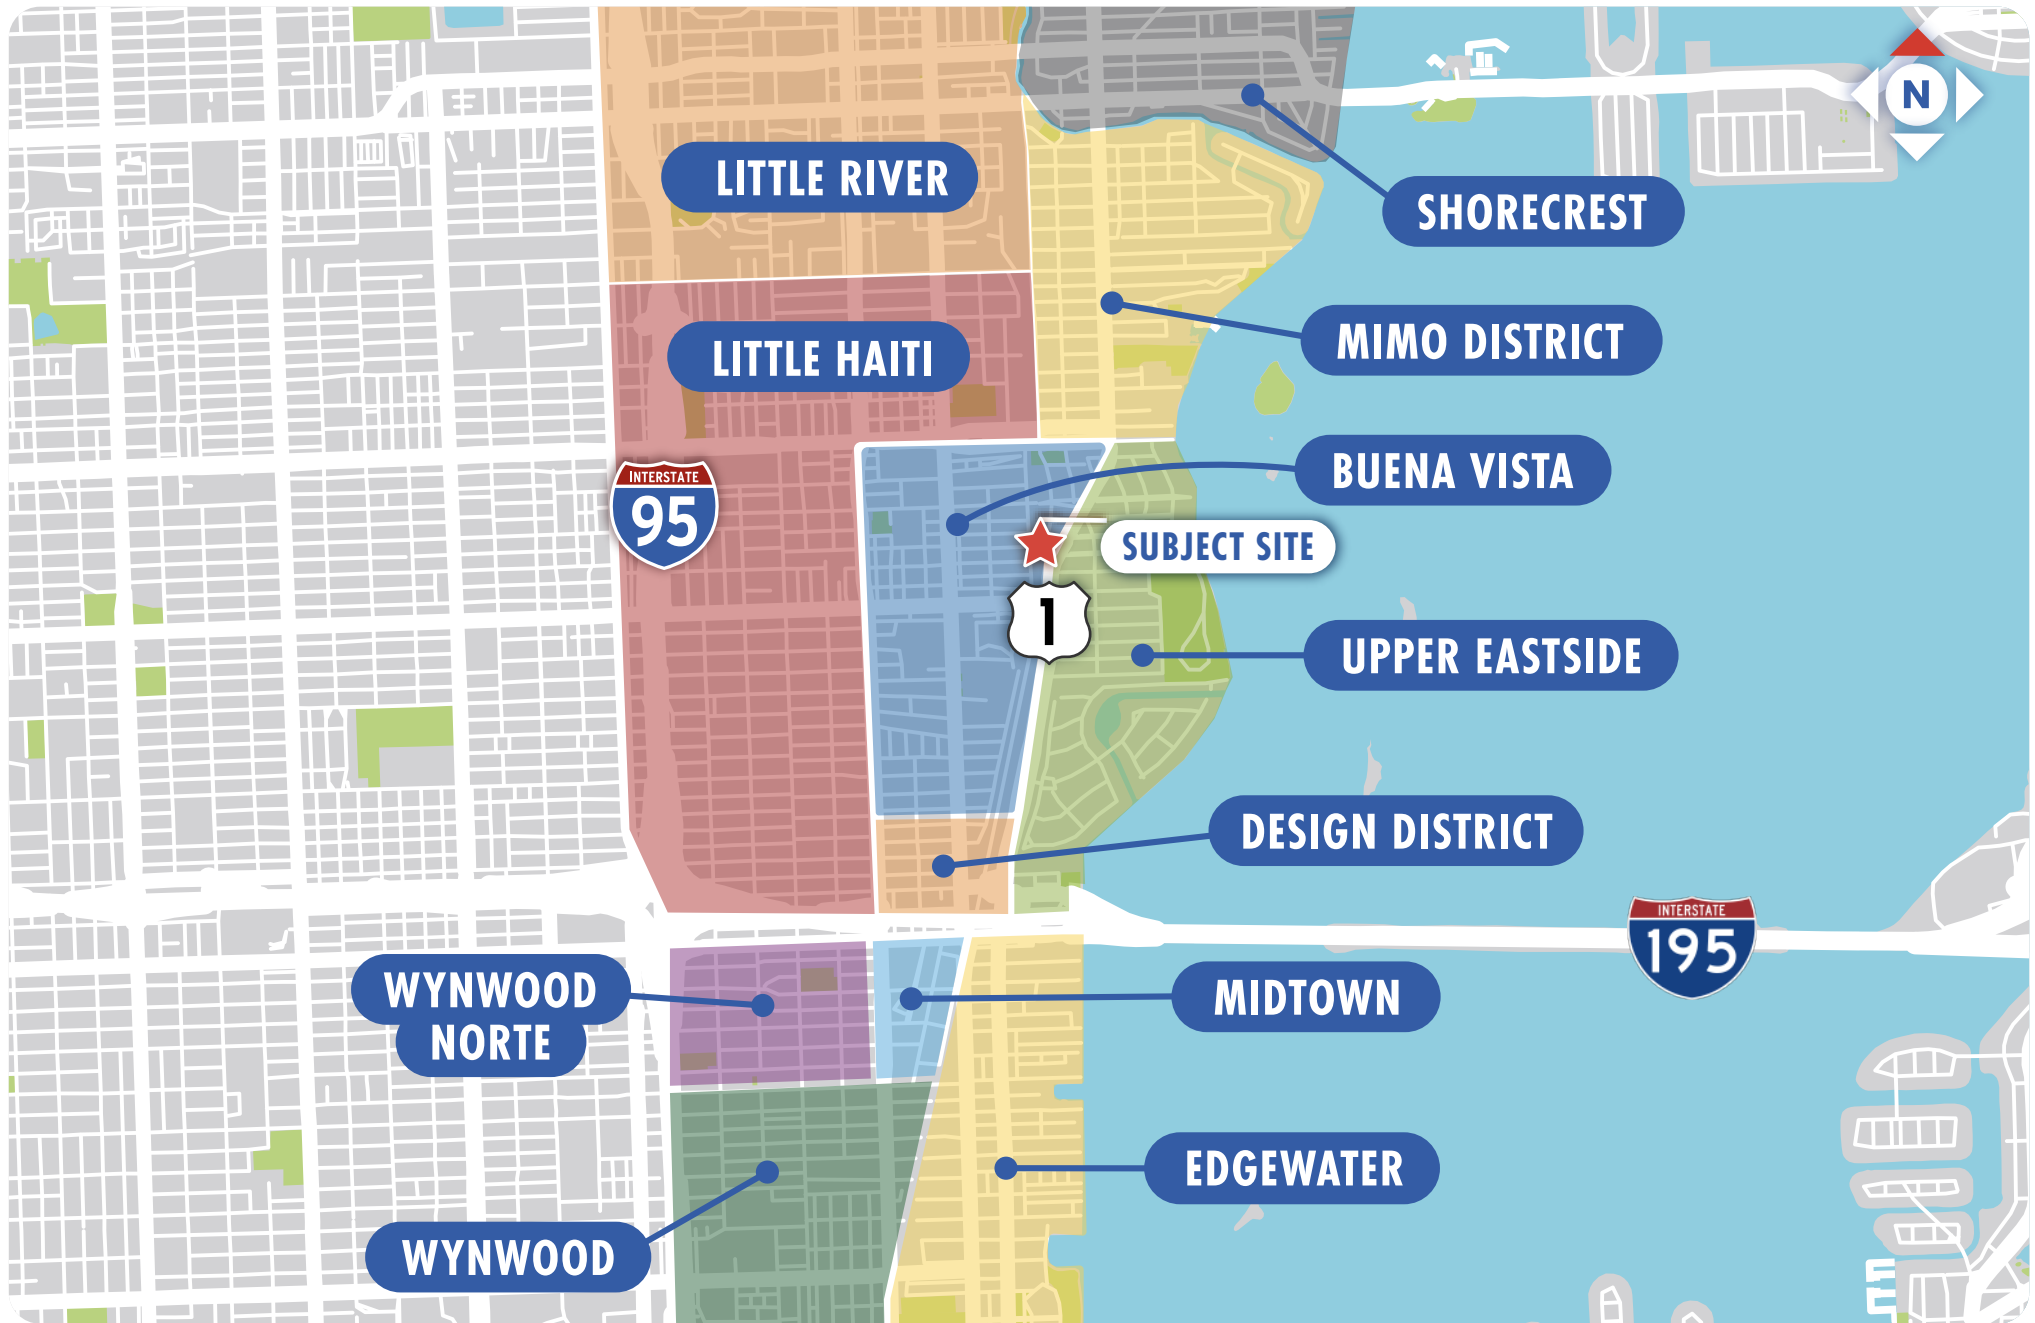 N
LITTLE RIVER
SHORECREST
MIMO DISTRICT
LITTLE HAITI
BUENA VISTA
INTERSTATE
95
SUBJECT SITE
1
UPPER EASTSIDE
DESIGN DISTRICT
INTERSTATE
195
WYNWOOD
NORTE
MIDTOWN
EDGEWATER
WYNWOOD